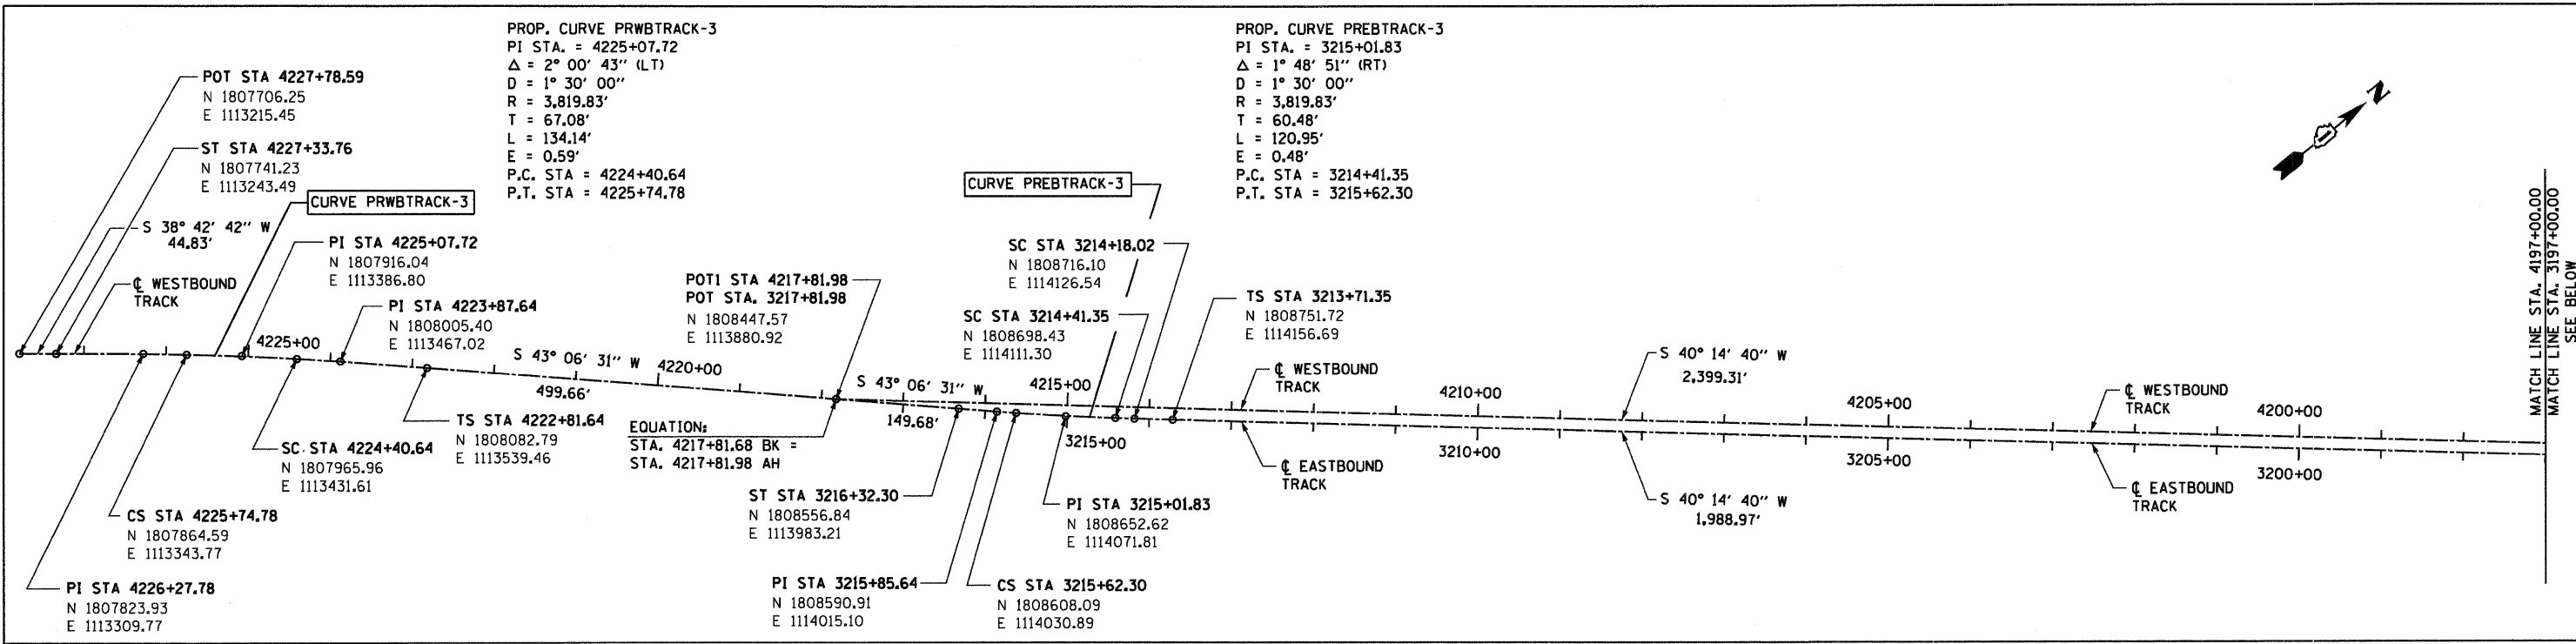 PROP. CURVE PRWBTRACK-3
PI STA. = 4225+07.72
Δ = 2° 00' 43'' (LT)
D = 1° 30' 00''
R = 3,819.83'
T = 67.08'
L = 134.14'
E = 0.59'
P.C. STA = 4224+40.64
P.T. STA = 4225+74.78
PROP. CURVE PREBTRACK-3
PI STA. = 3215+01.83
Δ = 1° 48' 51'' (RT)
D = 1° 30' 00''
R = 3,819.83'
T = 60.48'
L = 120.95'
E = 0.48'
P.C. STA = 3214+41.35
P.T. STA = 3215+62.30
N
POT STA 4227+78.59
N 1807706.25
E 1113215.45
ST STA 4227+33.76
N 1807741.23
E 1113243.49
CURVE PRWBTRACK-3
S 38° 42' 42'' W
44.83'
℄ WESTBOUND
TRACK
PI STA 4225+07.72
N 1807916.04
E 1113386.80
PI STA 4223+87.64
N 1808005.40
E 1113467.02
4225+00
S 43° 06' 31'' W
499.66'
4220+00
POT1 STA 4217+81.98
POT STA. 3217+81.98
N 1808447.57
E 1113880.92
CURVE PREBTRACK-3
SC STA 3214+18.02
N 1808716.10
E 1114126.54
SC STA 3214+41.35
N 1808698.43
E 1114111.30
TS STA 3213+71.35
N 1808751.72
E 1114156.69
S 43° 06' 31'' W
149.68'
4215+00
3215+00
℄ WESTBOUND
TRACK
℄ EASTBOUND
TRACK
4210+00
3210+00
S 40° 14' 40'' W
2,399.31'
S 40° 14' 40'' W
1,988.97'
4205+00
3205+00
℄ WESTBOUND
TRACK
℄ EASTBOUND
TRACK
4200+00
3200+00
MATCH LINE STA. 4197+00.00
MATCH LINE STA. 3197+00.00
SEE BELOW
TS STA 4222+81.64
N 1808082.79
E 1113539.46
SC STA 4224+40.64
N 1807965.96
E 1113431.61
CS STA 4225+74.78
N 1807864.59
E 1113343.77
PI STA 4226+27.78
N 1807823.93
E 1113309.77
EQUATION:
STA. 4217+81.68 BK =
STA. 4217+81.98 AH
ST STA 3216+32.30
N 1808556.84
E 1113983.21
PI STA 3215+85.64
N 1808590.91
E 1114015.10
CS STA 3215+62.30
N 1808608.09
E 1114030.89
PI STA 3215+01.83
N 1808652.62
E 1114071.81